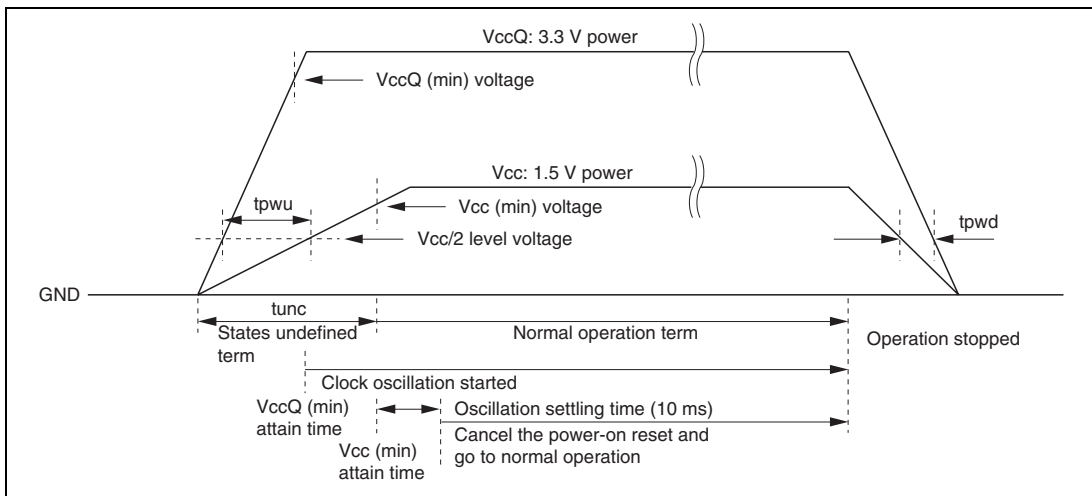 VccQ: 3.3 V power
VccQ (min) voltage
Vcc: 1.5 V power
tpwu
Vcc (min) voltage
Vcc/2 level voltage
tpwd
GND
tunc
States undefined
term
Normal operation term
Operation stopped
Clock oscillation started
VccQ (min)
attain time
Oscillation settling time (10 ms)
Cancel the power-on reset and
go to normal operation
Vcc (min)
attain time